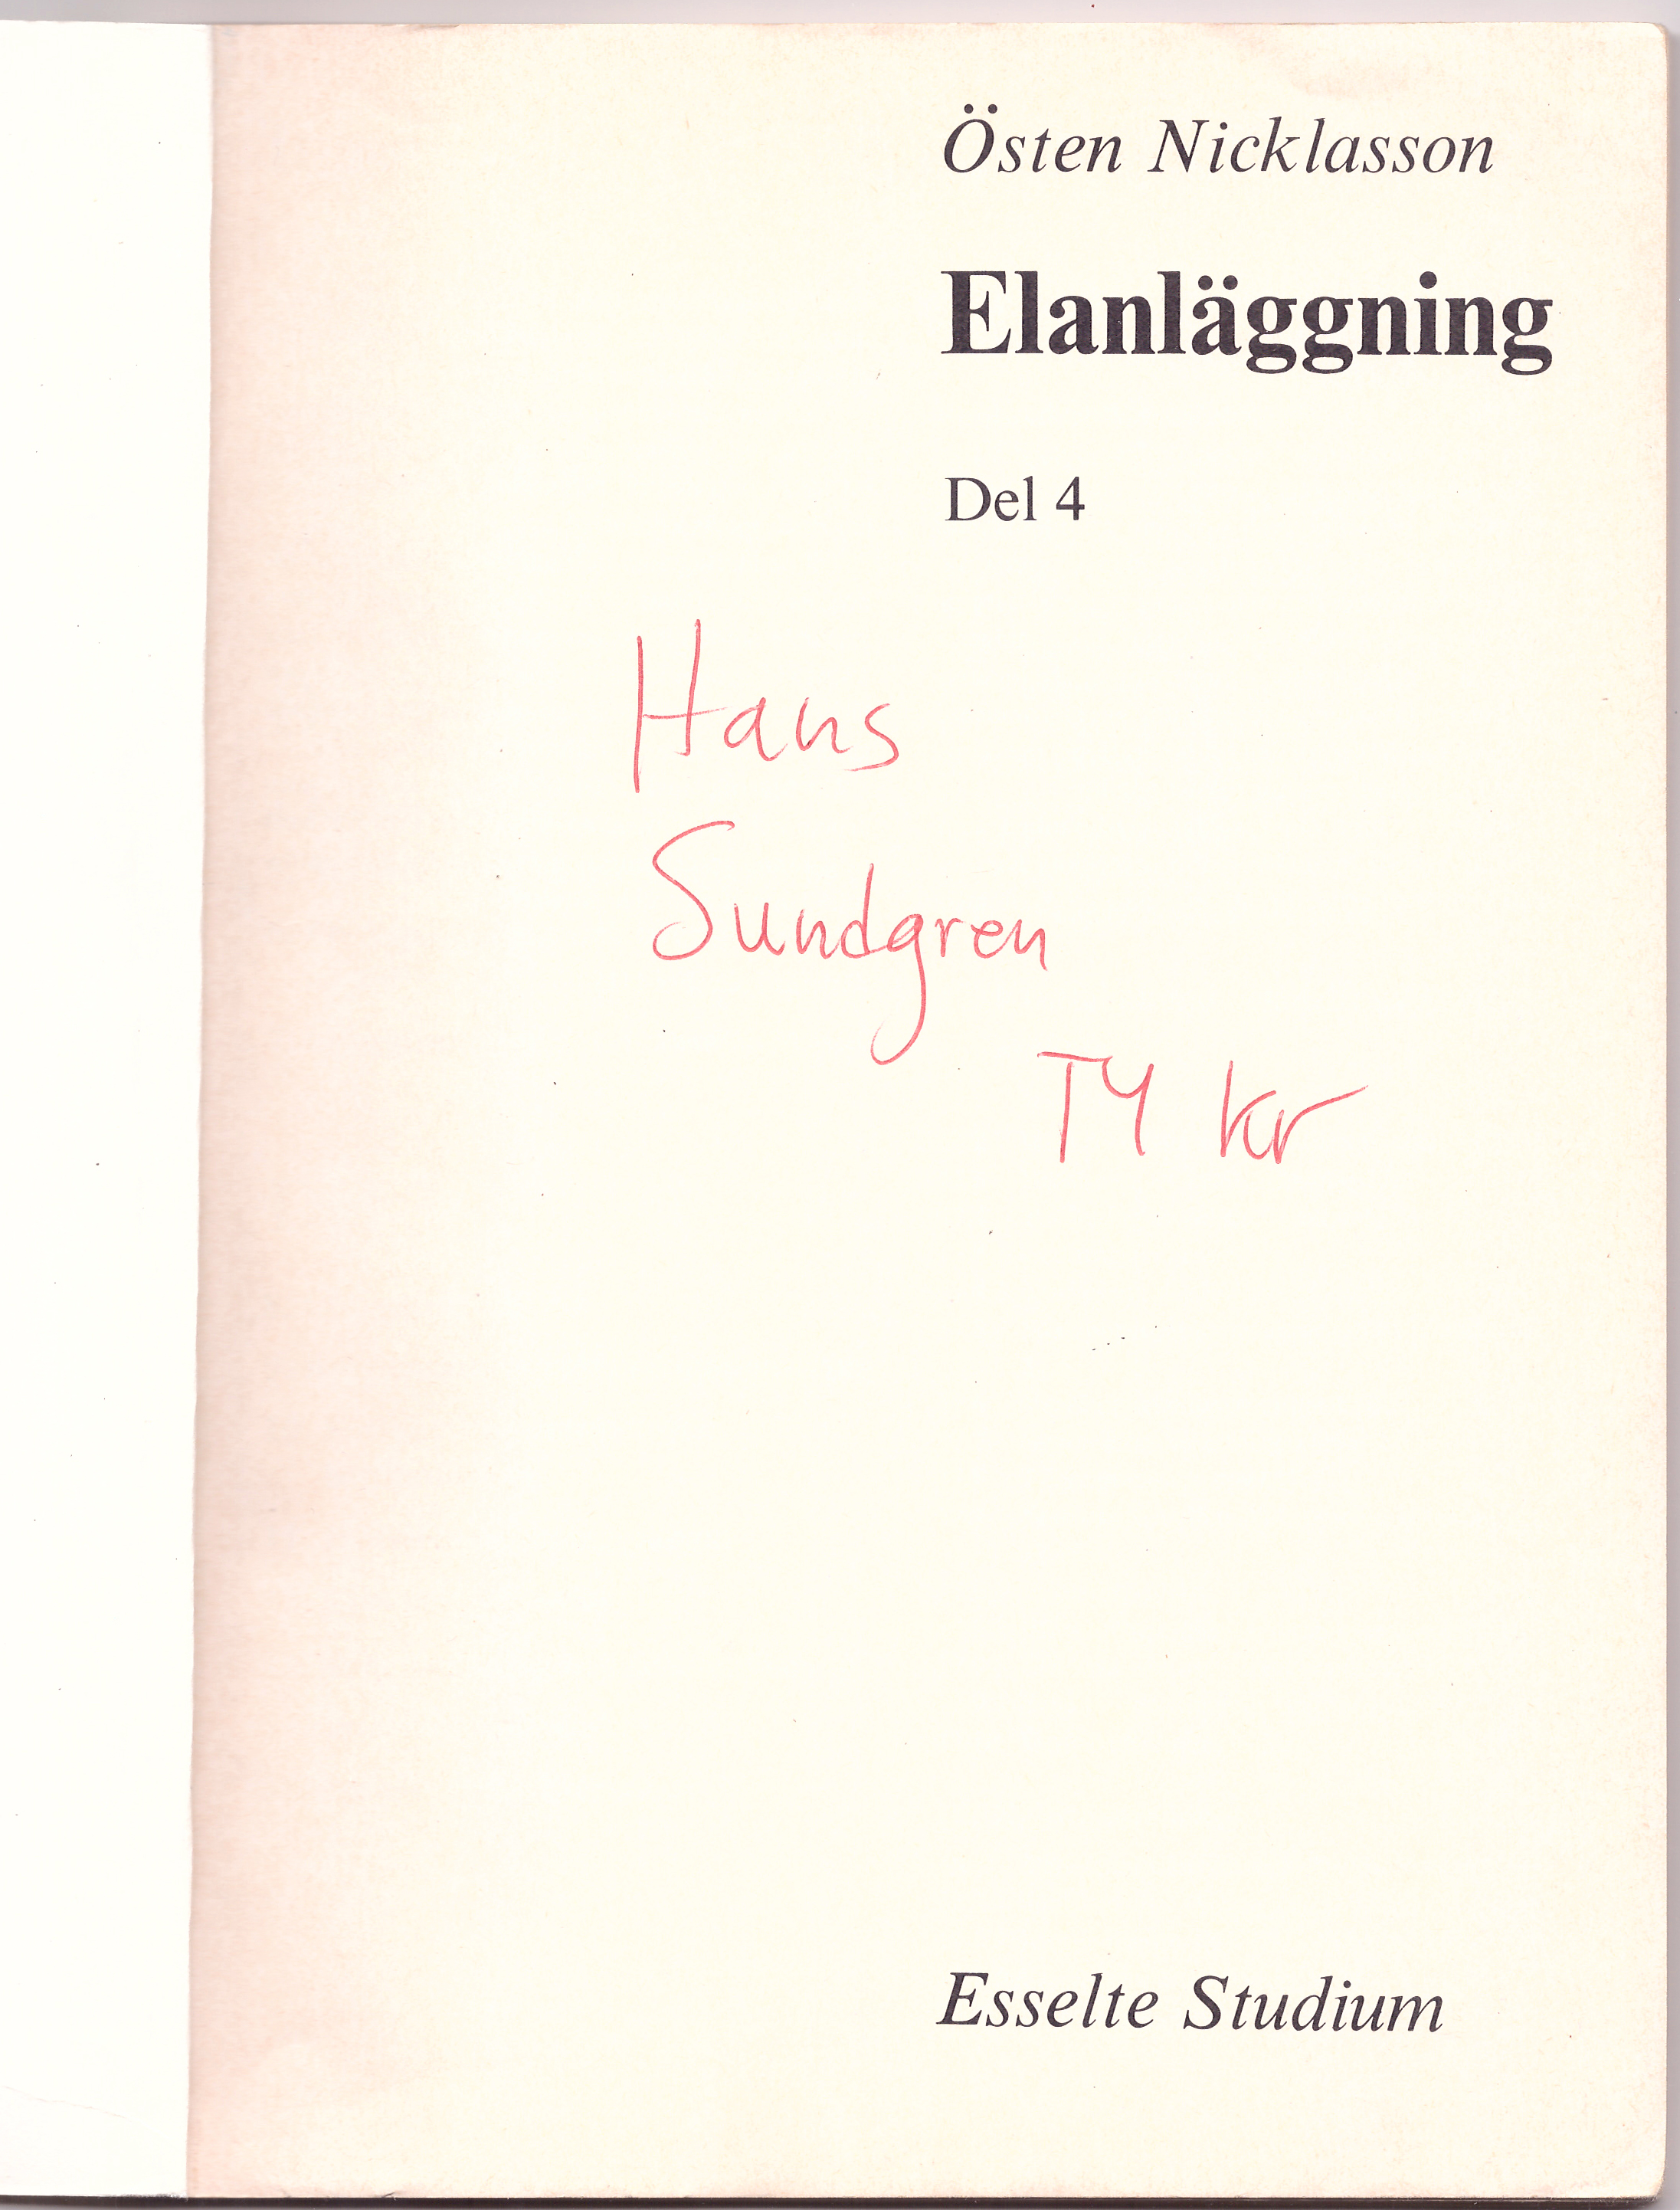 Östen Nicklasson
Elanläggning
Del 4
Hans
Sundgren
T4 kr
Esselte Studium